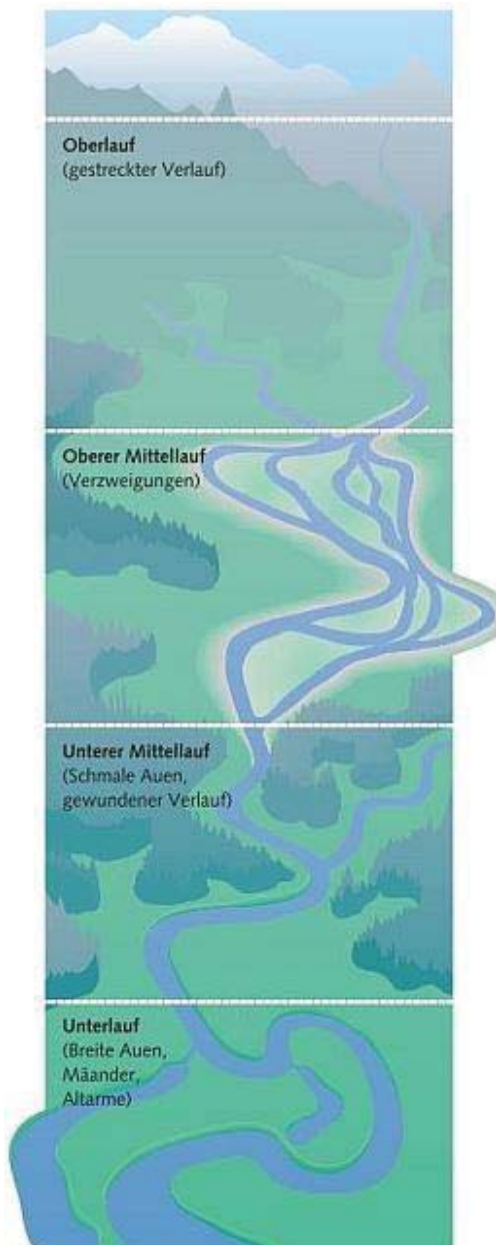 Oberlauf
(gestreckter Verlauf)
Oberer Mittellauf
(Verzweigungen)
Unterer Mittellauf
(Schmale Auen,
gewundener Verlauf)
Unterlauf
(Breite Auen,
Mäander,
Altarme)